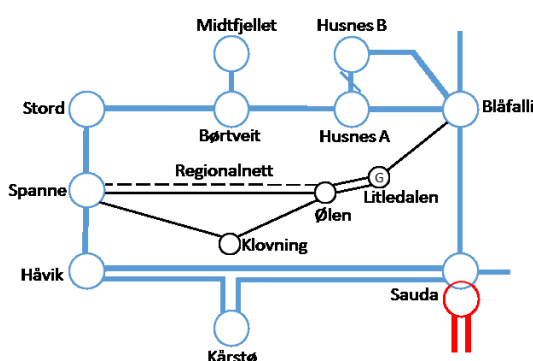 Midtfjellet
Husnes B
Stord
Børtveit
Husnes A
Blåfalli
Regionalnett
G
Litledalen
Spanne
Ølen
Klovning
Håvik
Sauda
Kårstø